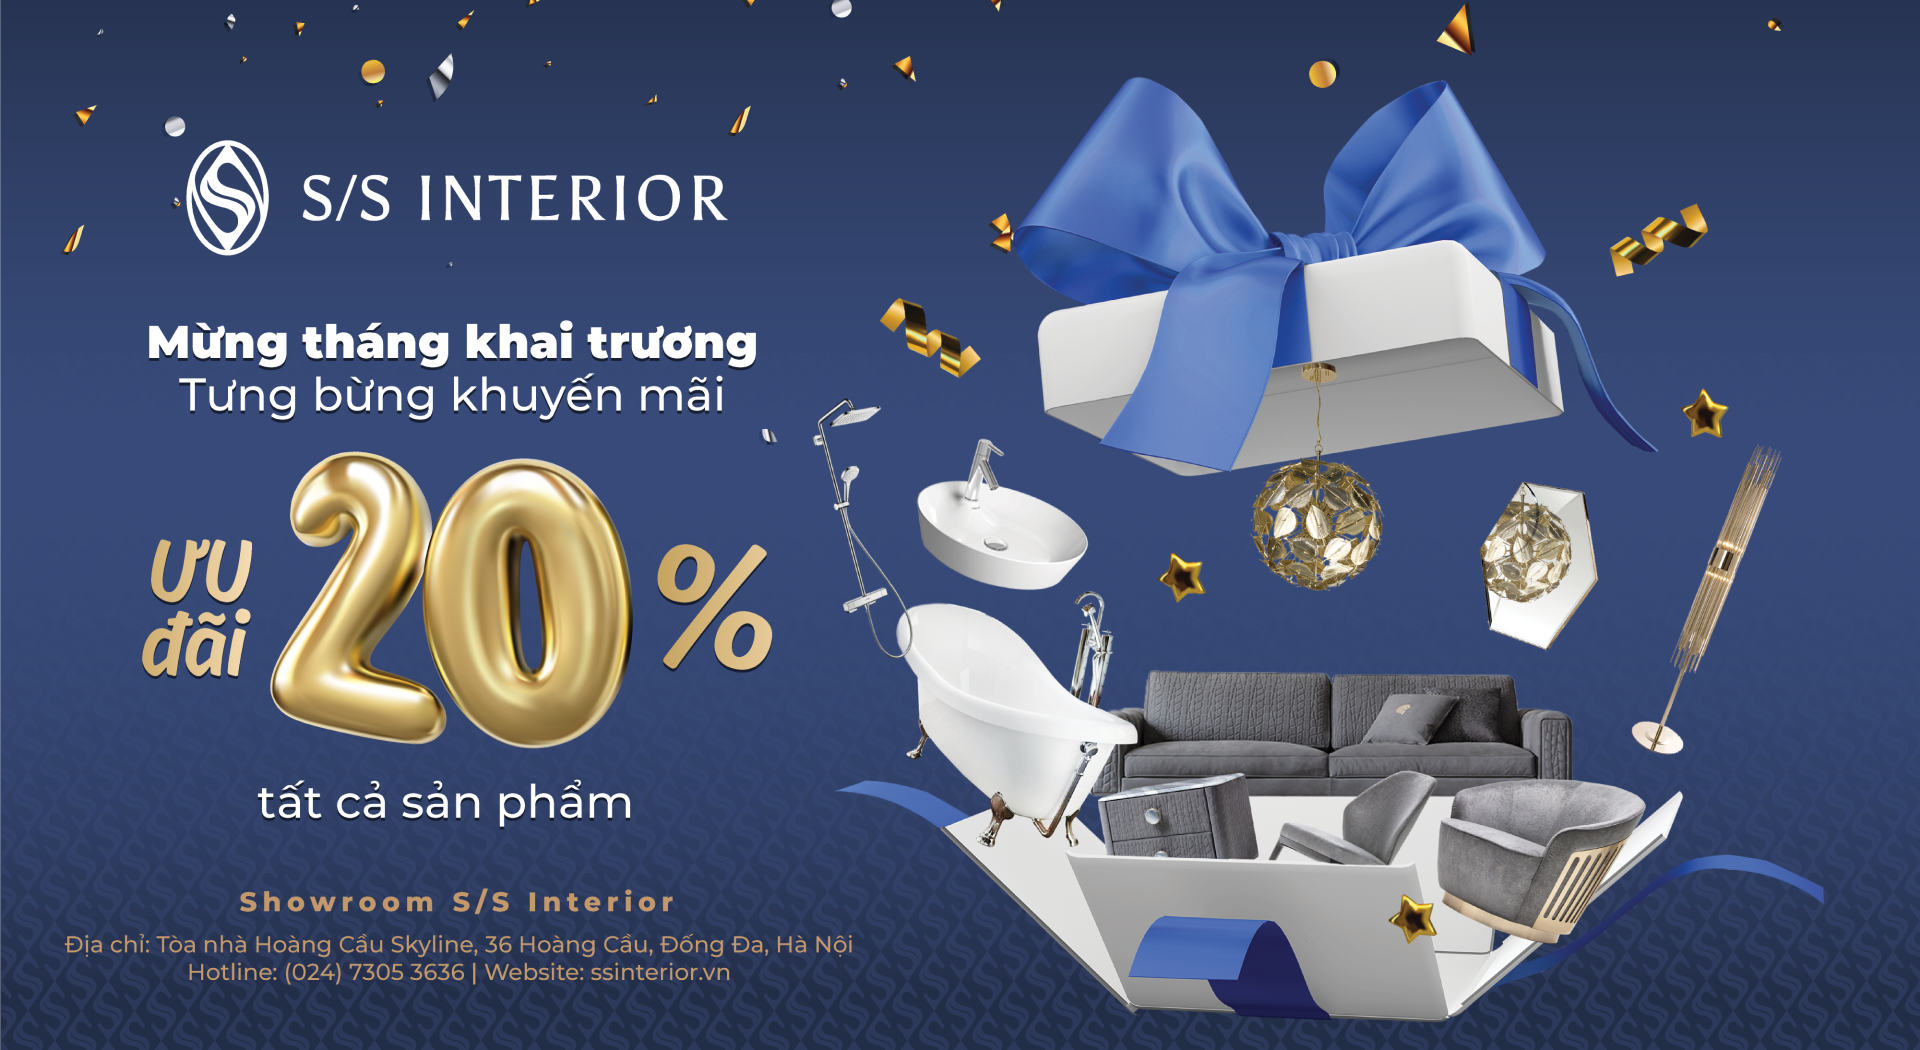 S/S INTERIOR
Mừng tháng khai trương
Tưng bừng khuyến mãi
ưu
đãi
20%
tất cả sản phẩm
Showroom S/S Interior
Địa chỉ: Tòa nhà Hoàng Cầu Skyline, 36 Hoàng Cầu, Đống Đa, Hà Nội
Hotline: (024) 7305 3636 | Website: ssinterior.vn